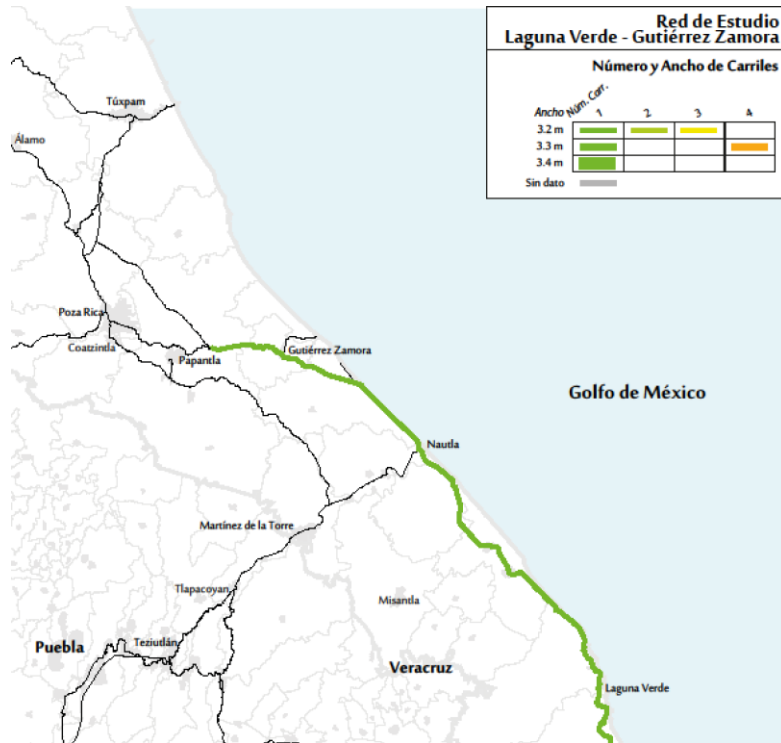 Red de Estudio
Laguna Verde - Gutiérrez Zamora
Número y Ancho de Carriles
Ancho Núm. Carr. 1 2 3 4
3.2 m
3.3 m
3.4 m
Sin dato
Túxpam
Álamo
Poza Rica
Coatzintla
Papantla
Gutiérrez Zamora
Golfo de México
Nautla
Martínez de la Torre
Tlapacoyan
Misantla
Puebla
Teziutlán
Veracruz
Laguna Verde